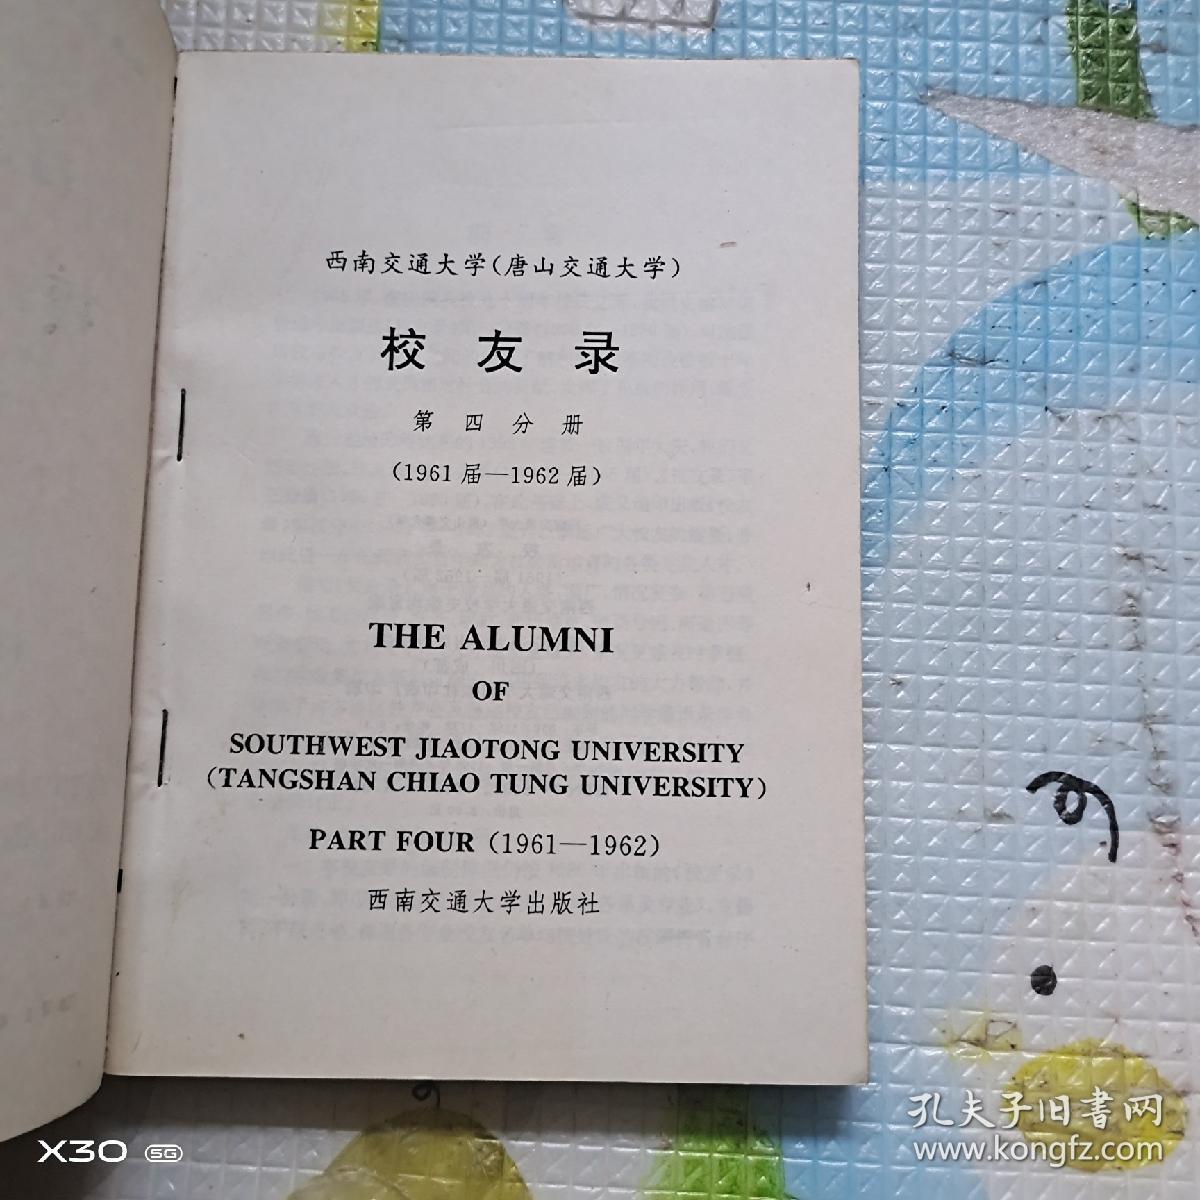 西南交通大学(唐山交通大学)
校友录
第四分册
(1961届—1962届)
THE ALUMNI
OF
SOUTHWEST JIAOTONG UNIVERSITY
(TANGSHAN CHIAO TUNG UNIVERSITY)
PART FOUR (1961—1962)
西南交通大学出版社
X30 5G
孔夫子旧書网
www.kongfz.com